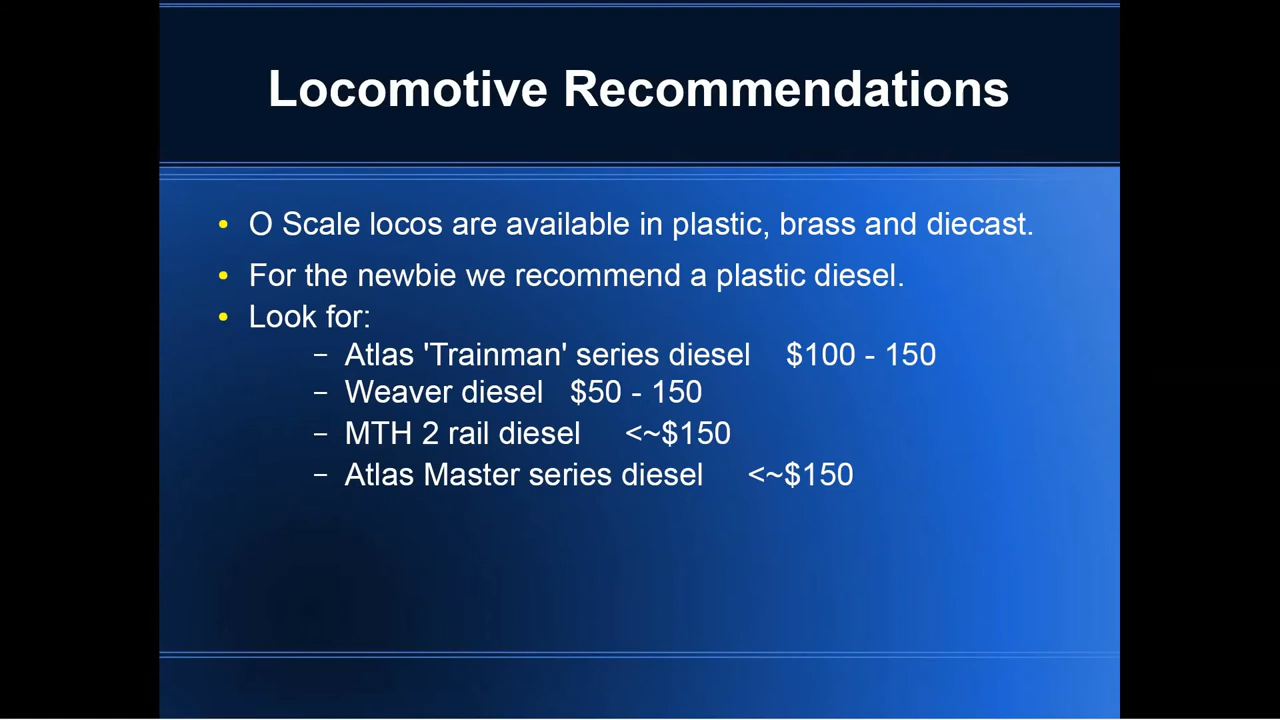 Locomotive Recommendations
• O Scale locos are available in plastic, brass and diecast.
• For the newbie we recommend a plastic diesel.
• Look for:
– Atlas 'Trainman' series diesel $100 - 150
– Weaver diesel $50 - 150
– MTH 2 rail diesel <~$150
– Atlas Master series diesel <~$150